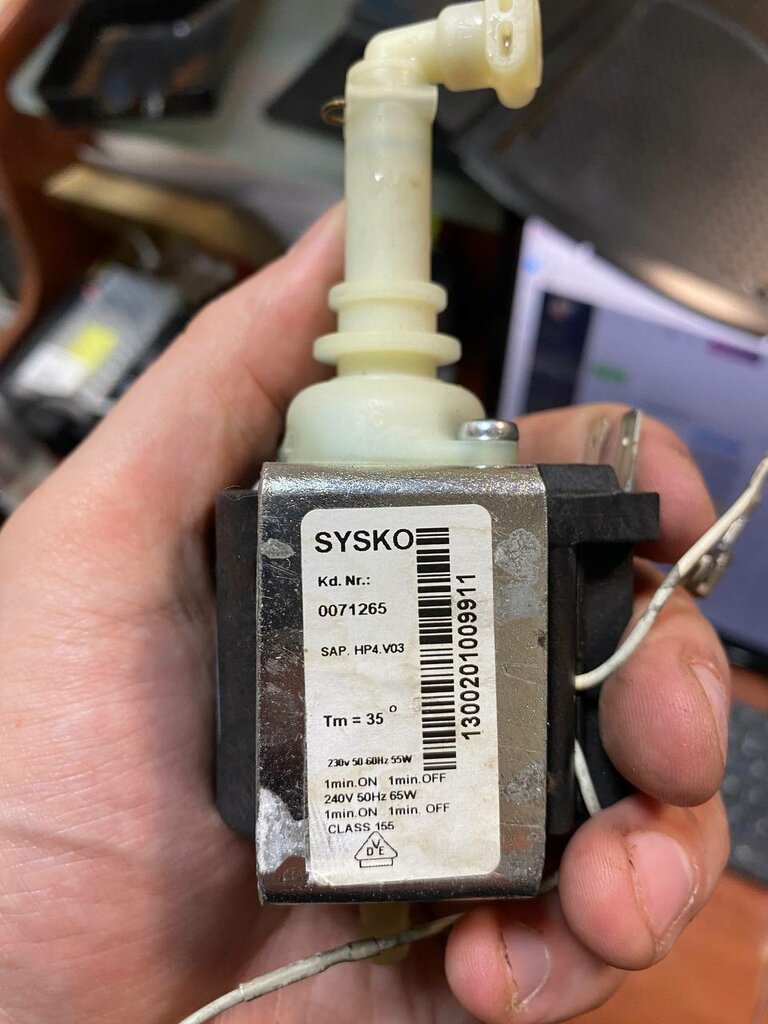 SYSKO
Kd. Nr.:
0071265
SAP. HP4.V03
Tm = 35 °
230v 50-60Hz 55W
1min.ON 1min.OFF
240V 50Hz 65W
1min.ON 1min. OFF
CLASS 155
VDE
1300201009911